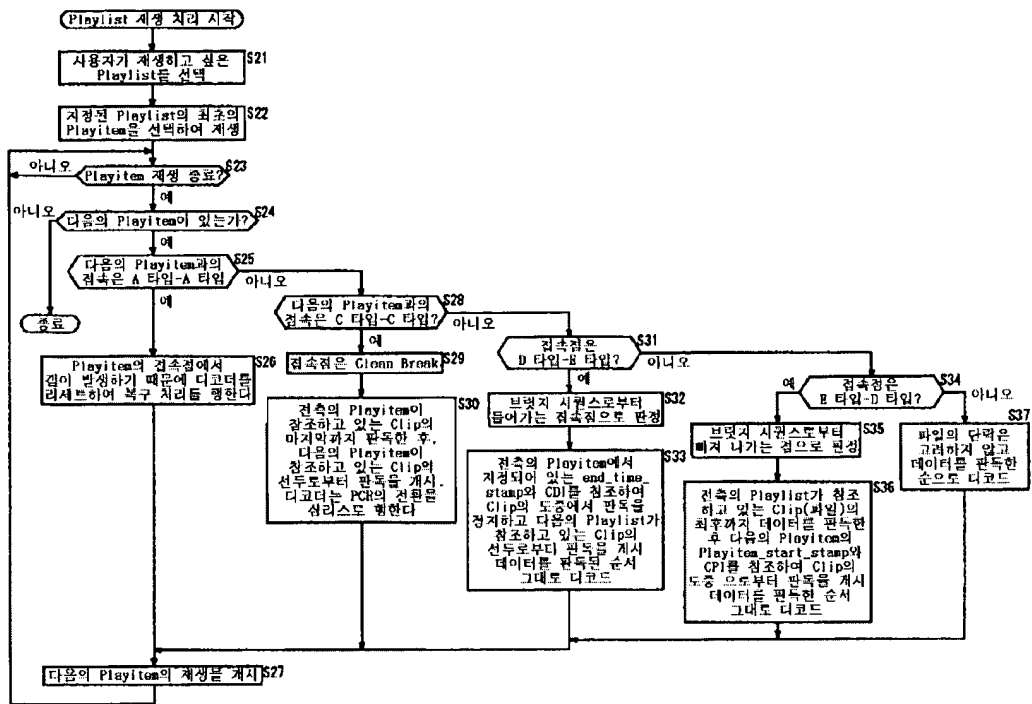 Playlist 재생 처리 시작
사용자가 재생하고 싶은
Playlist를 선택
S21
지정된 Playlist의 최초의
Playitem을 선택하여 재생
S22
아니오
Playitem 재생 종료?
S23
예
아니오
다음의 Playitem이 있는가?
S24
예
다음의 Playitem과의
접속은 A 타입-A 타입
S25
아니오
예
종료
다음의 Playitem과의
접속은 C 타입-C 타입?
S28
아니오
예
Playitem의 접속점에서
갭이 발생하기 때문에 디코더를
리세트하여 복구 처리를 행한다
S26
접속점은 Clean Break
S29
전측의 Playitem이
참조하고 있는 Clip의
마지막까지 판독한 후,
다음의 Playitem이
참조하고 있는 Clip의
선두로부터 판독을 개시.
디코더는 PCR의 전환을
심리스로 행한다
S30
접속점은
D 타입-E 타입?
S31
아니오
예
브릿지 시퀀스로부터
들어가는 접속점으로 판정
S32
전측의 Playitem에서
지정되어 있는 end_time_
stamp와 CDI를 참조하여
Clip의 도중에서 판독을
정지하고 다음의 Playlist가
참조하고 있는 Clip의
선두로부터 판독을 개시
데이터를 판독된 순서
그대로 디코드
S33
접속점은
E 타입-D 타입?
S34
예
아니오
브릿지 시퀀스로부터
빠져 나가는 점으로 판정
S35
전측의 Playlist가 참조
하고 있는 Clip(파일)의
최후까지 데이터를 판독한
후 다음의 Playitem의
Playitem_start_stamp와
CPI를 참조하여 Clip의
도중 으로부터 판독을 개시
데이터를 판독한 순서
그대로 디코드
S36
파일의 단력은
고려하지 않고
데이터를 판독한
순으로 디코드
S37
다음의 Playitem의 재생을 개시
S27